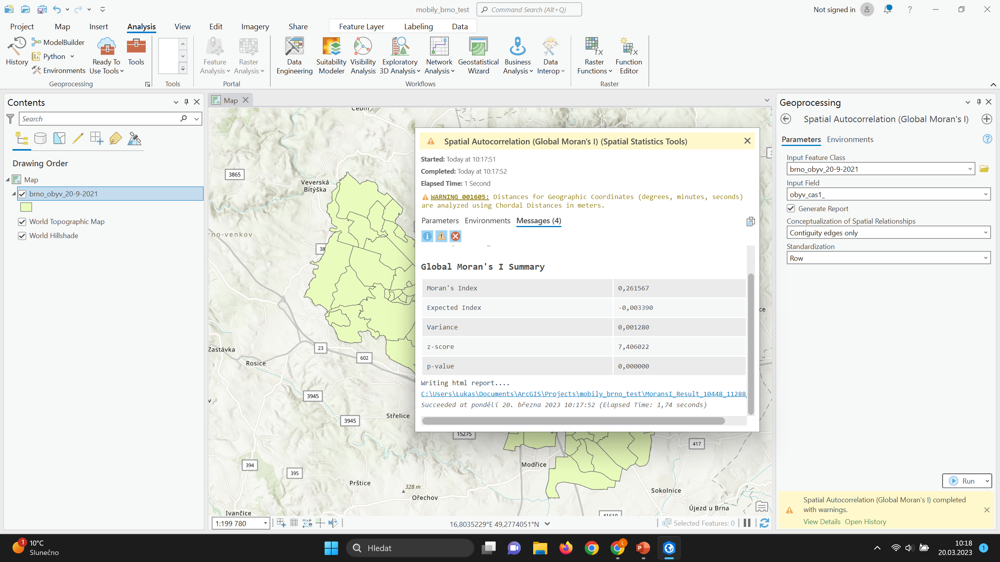 mobily_brno_test
Command Search (Alt+Q)
Not signed in
?
Project Map Insert Analysis View Edit Imagery Share Feature Layer Labeling Data
History
ModelBuilder
Python
Environments
Ready To
Use Tools
Tools
Geoprocessing
Tools
Feature
Analysis
Raster
Analysis
Portal
Data
Engineering
Suitability
Modeler
Visibility
Analysis
Exploratory
3D Analysis
Network
Analysis
Geostatistical
Wizard
Business
Analysis
Data
Interop
Workflows
Raster
Functions
Function
Editor
Raster
Contents
Search
Drawing Order
Map
brno_obyv_20-9-2021
World Topographic Map
World Hillshade
Map
Cebín
3865
Veverská
Bítýška
rno-venkov
38
23
602
Zastávka
Rosice
3945
3945
Střelice
15275
394
395
Prštice
328 m
Ořechov
Ivančice
Modřice
417
Sokolnice
Újezd u Brna
41610
ce
v
Spatial Autocorrelation (Global Moran's I) (Spatial Statistics Tools)
Started: Today at 10:17:51
Completed: Today at 10:17:52
Elapsed Time: 1 Second
WARNING 001605: Distances for Geographic Coordinates (degrees, minutes, seconds)
are analyzed using Chordal Distances in meters.
Parameters Environments Messages (4)
Global Moran's I Summary
Moran's Index 0,261567
Expected Index -0,003390
Variance 0,001280
z-score 7,406022
p-value 0,000000
Writing html report....
C:\Users\Lukas\Documents\ArcGIS\Projects\mobily_brno_test\MoransI_Result_10448_11288_
Succeeded at pondělí 20. března 2023 10:17:52 (Elapsed Time: 1,74 seconds)
1:199 780
16,8035229°E 49,2774051°N
Selected Features: 0
Geoprocessing
Spatial Autocorrelation (Global Moran's I)
Parameters Environments
?
Input Feature Class
brno_obyv_20-9-2021
Input Field
obyv_cas1_
Generate Report
Conceptualization of Spatial Relationships
Contiguity edges only
Standardization
Row
Run
Spatial Autocorrelation (Global Moran's I) completed
with warnings.
View Details Open History
1
10°C
Slunečno
Hledat
L
P
10:18
20.03.2023
1